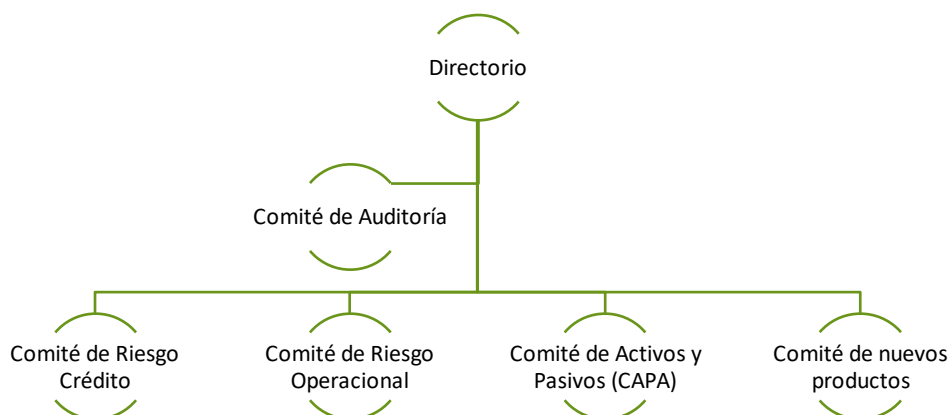 Directorio
Comité de Auditoría
Comité de Riesgo
Crédito
Comité de Riesgo
Operacional
Comité de Activos y
Pasivos (CAPA)
Comité de nuevos
productos